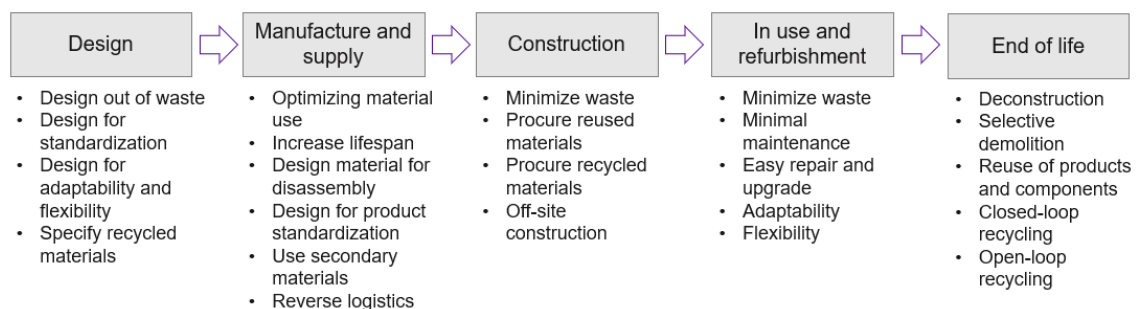 Design
Manufacture and
supply
Construction
In use and
refurbishment
End of life
• Design out of waste
• Design for
standardization
• Design for
adaptability and
flexibility
• Specify recycled
materials
• Optimizing material
use
• Increase lifespan
• Design material for
disassembly
• Design for product
standardization
• Use secondary
materials
• Reverse logistics
• Minimize waste
• Procure reused
materials
• Procure recycled
materials
• Off-site
construction
• Minimize waste
• Minimal
maintenance
• Easy repair and
upgrade
• Adaptability
• Flexibility
• Deconstruction
• Selective
demolition
• Reuse of products
and components
• Closed-loop
recycling
• Open-loop
recycling